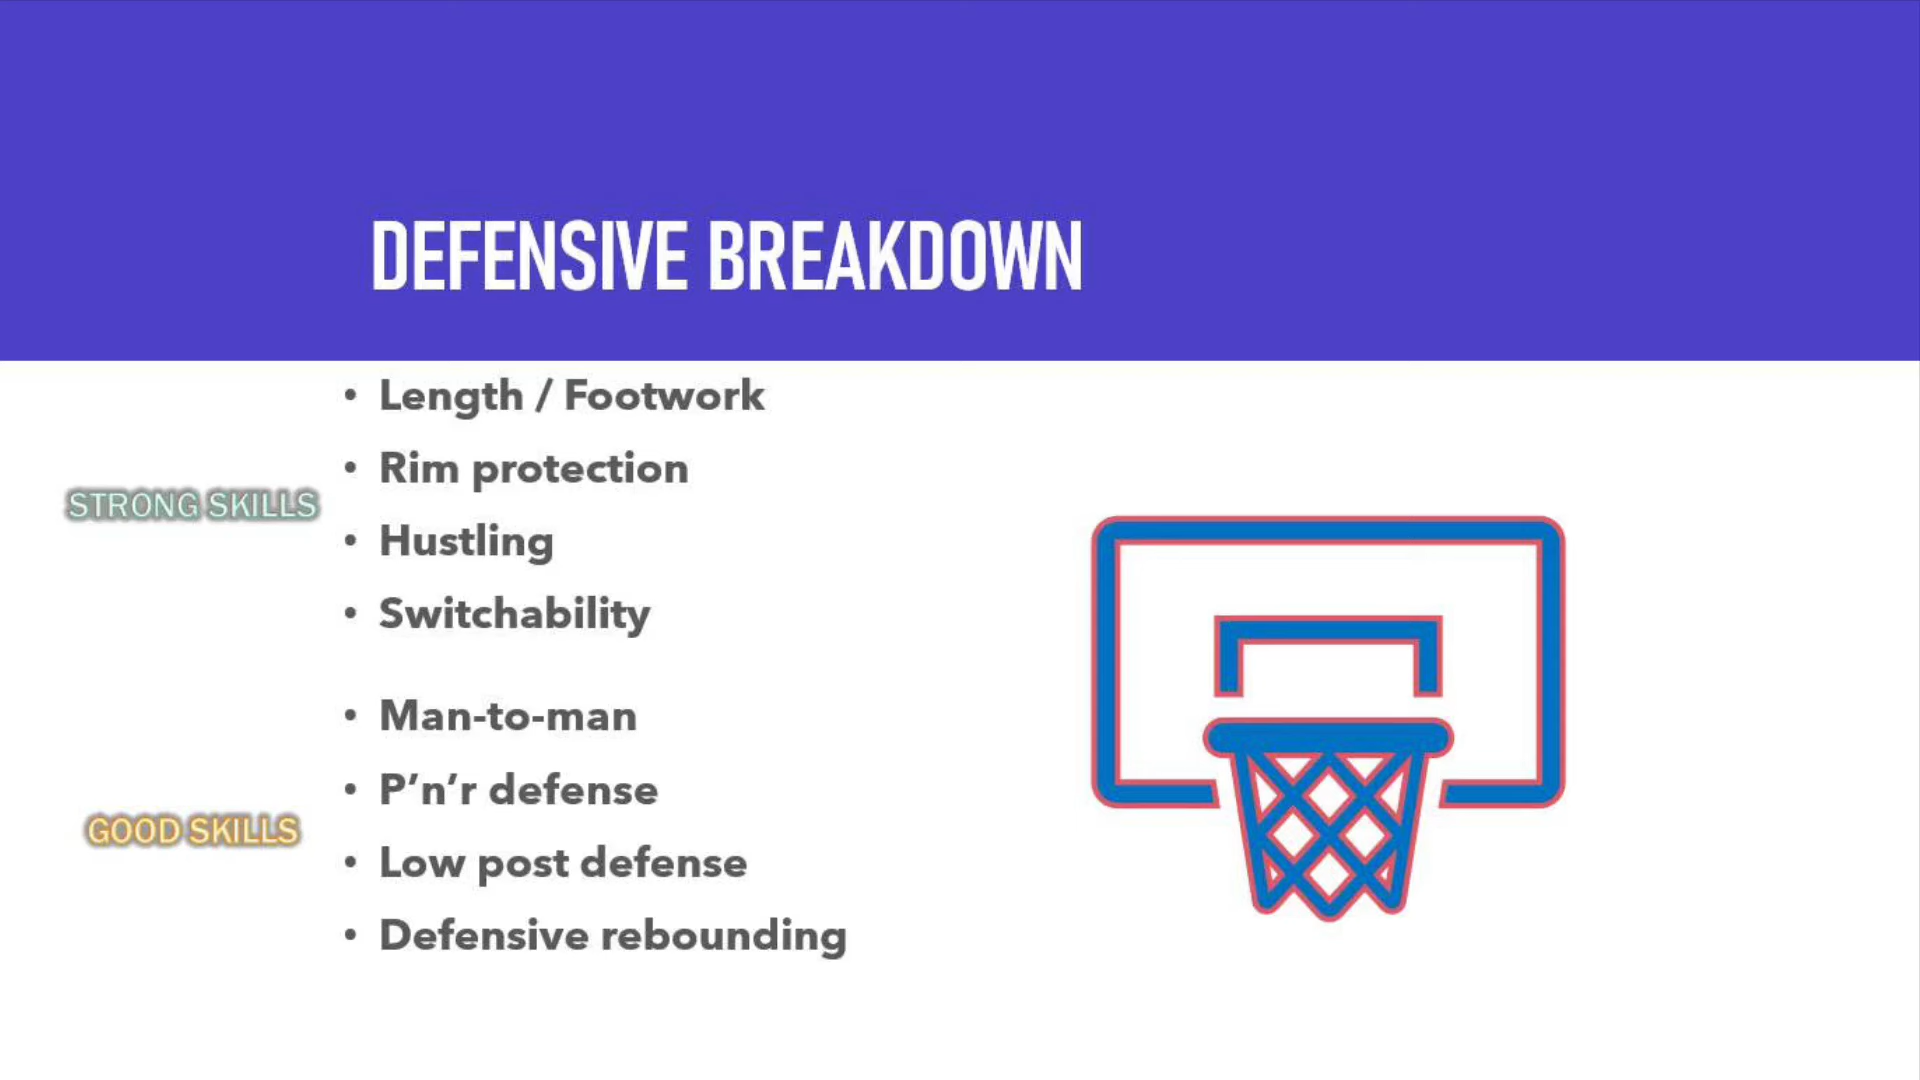 DEFENSIVE BREAKDOWN
STRONG SKILLS
• Length / Footwork
• Rim protection
• Hustling
• Switchability
GOOD SKILLS
• Man-to-man
• P’n’r defense
• Low post defense
• Defensive rebounding